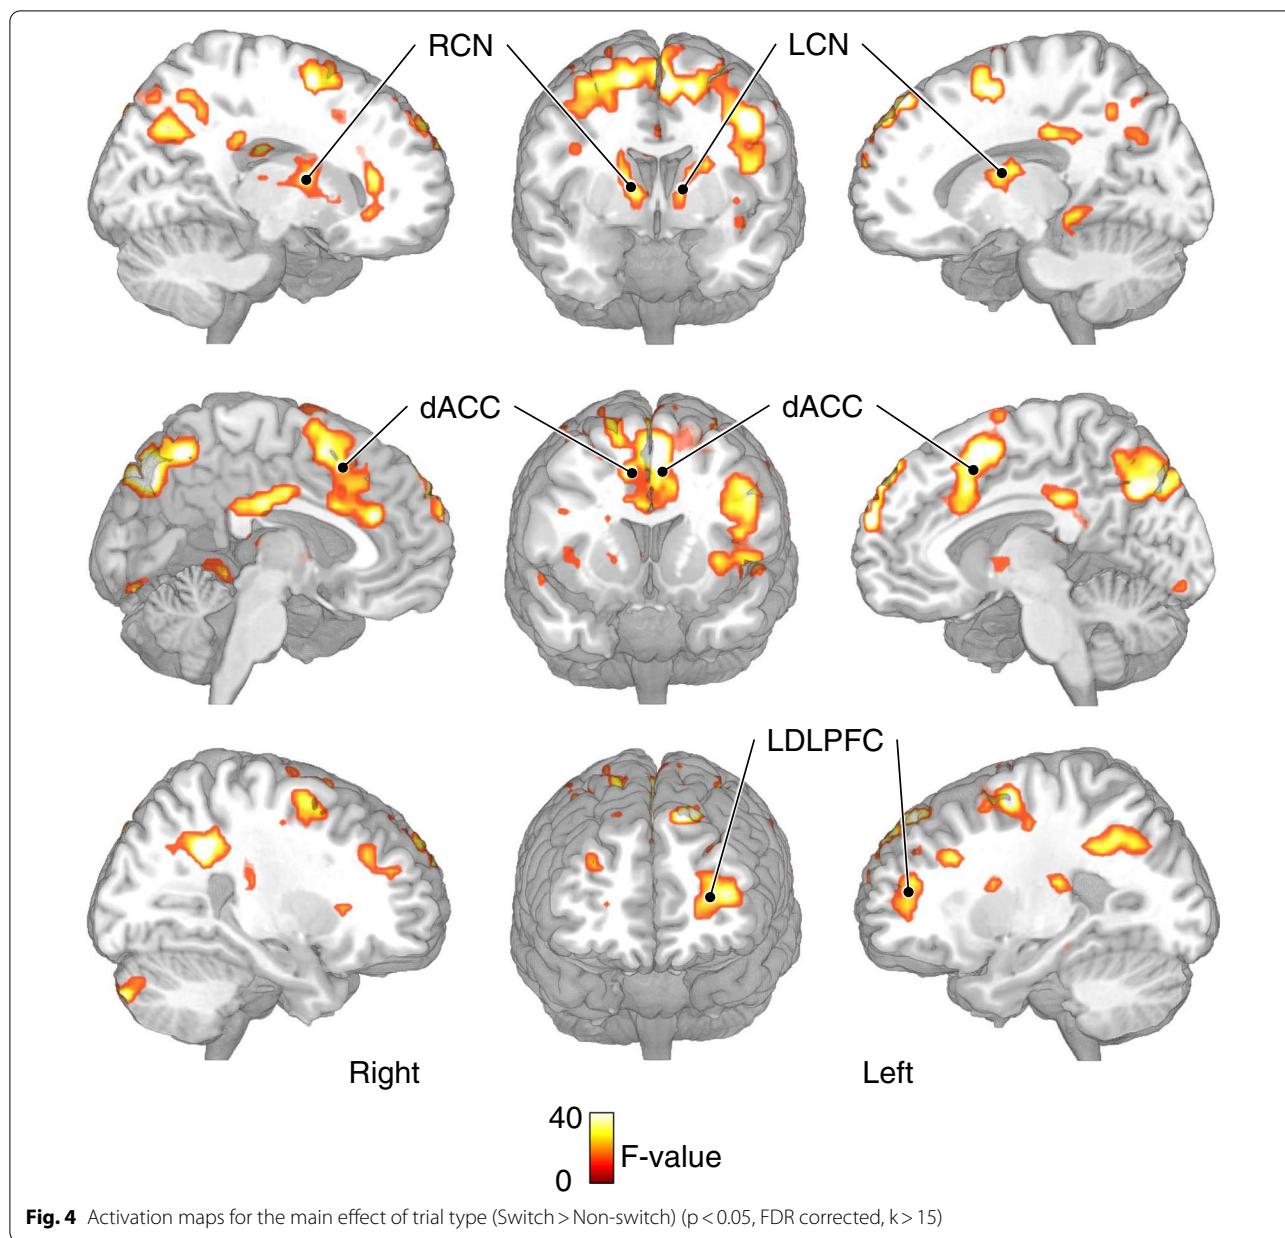 RCN
LCN
dACC
dACC
LDLPFC
Right
Left
40
0
F-value
Fig. 4 Activation maps for the main effect of trial type (Switch > Non-switch) (p < 0.05, FDR corrected, k > 15)